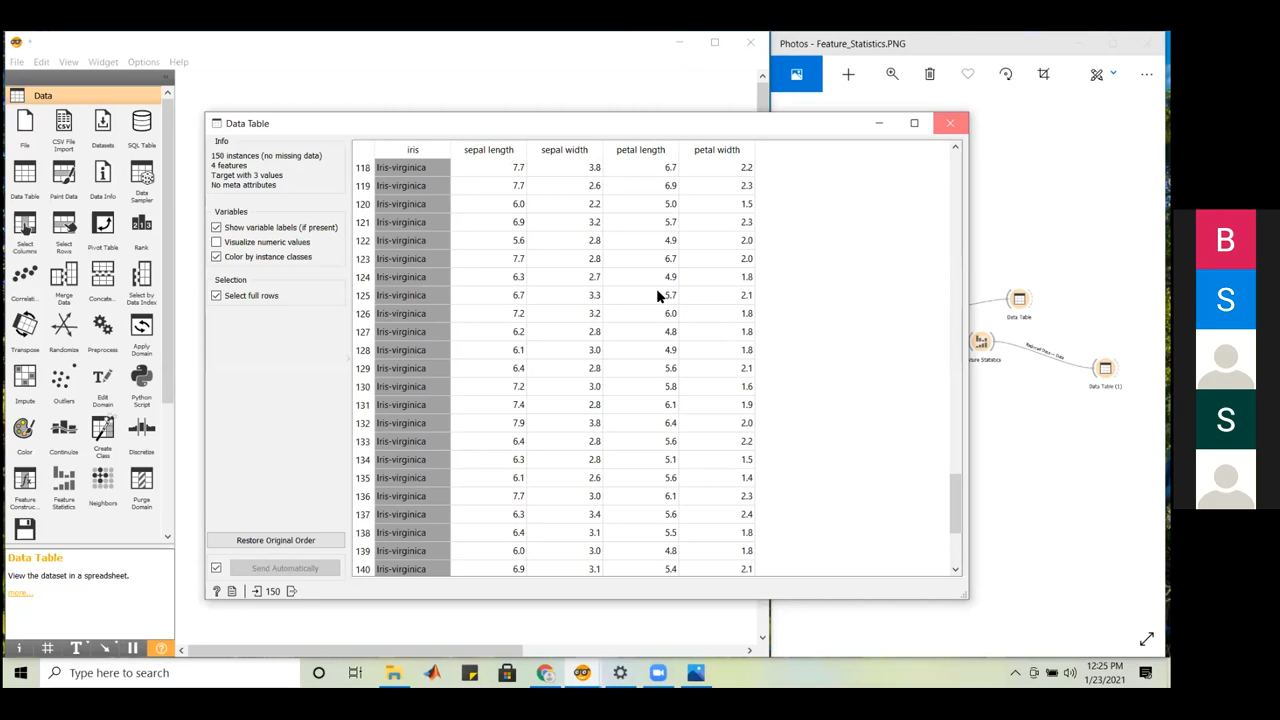 Photos - Feature_Statistics.PNG
File Edit View Widget Options Help
Data
File
CSV File Import
Datasets
SQL Table
Data Table
Paint Data
Data Info
Data Sampler
Select Columns
Select Rows
Pivot Table
Rank
Correlati...
Merge Data
Concate...
Select by Data Index
Transpose
Randomize
Preprocess
Apply Domain
Impute
Outliers
Edit Domain
Python Script
Color
Continuize
Create Class
Discretize
Feature Construc...
Feature Statistics
Neighbors
Purge Domain
Data Table
View the dataset in a spreadsheet.
more...
Data Table
Info
150 instances (no missing data)
4 features
Target with 3 values
No meta attributes
Variables
Show variable labels (if present)
Visualize numeric values
Color by instance classes
Selection
Select full rows
Restore Original Order
Send Automatically
150
iris sepal length sepal width petal length petal width
118 Iris-virginica 7.7 3.8 6.7 2.2
119 Iris-virginica 7.7 2.6 6.9 2.3
120 Iris-virginica 6.0 2.2 5.0 1.5
121 Iris-virginica 6.9 3.2 5.7 2.3
122 Iris-virginica 5.6 2.8 4.9 2.0
123 Iris-virginica 7.7 2.8 6.7 2.0
124 Iris-virginica 6.3 2.7 4.9 1.8
125 Iris-virginica 6.7 3.3 5.7 2.1
126 Iris-virginica 7.2 3.2 6.0 1.8
127 Iris-virginica 6.2 2.8 4.8 1.8
128 Iris-virginica 6.1 3.0 4.9 1.8
129 Iris-virginica 6.4 2.8 5.6 2.1
130 Iris-virginica 7.2 3.0 5.8 1.6
131 Iris-virginica 7.4 2.8 6.1 1.9
132 Iris-virginica 7.9 3.8 6.4 2.0
133 Iris-virginica 6.4 2.8 5.6 2.2
134 Iris-virginica 6.3 2.8 5.1 1.5
135 Iris-virginica 6.1 2.6 5.6 1.4
136 Iris-virginica 7.7 3.0 6.1 2.3
137 Iris-virginica 6.3 3.4 5.6 2.4
138 Iris-virginica 6.4 3.1 5.5 1.8
139 Iris-virginica 6.0 3.0 4.8 1.8
140 Iris-virginica 6.9 3.1 5.4 2.1
Data Table
ure Statistics
Reduced Data — Data
Data Table (1)
B
S
S
Type here to search
12:25 PM
1/23/2021